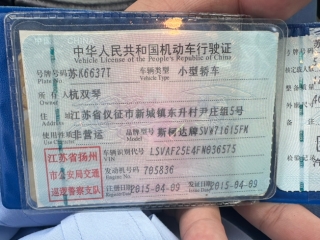 中华人民共和国机动车行驶证
Vehicle License of the People's Republic of China
号牌号码 苏K6637T 车辆类型 小型轿车
Plate No. Vehicle Type
所有人 杭双琴
Owner
住址 江苏省仪征市新城镇东升村尹庄组5号
Address
使用性质 非营运 品牌型号 斯柯达牌SVW71615FN
Use Character Model
江苏省扬州
市公安局交通
巡逻警察支队
车辆识别代号 LSVAF25E4FN036575
VIN
发动机号码 705836
Engine No.
注册日期 2015-04-09 发证日期 2015-04-09
Register Date Issue Date